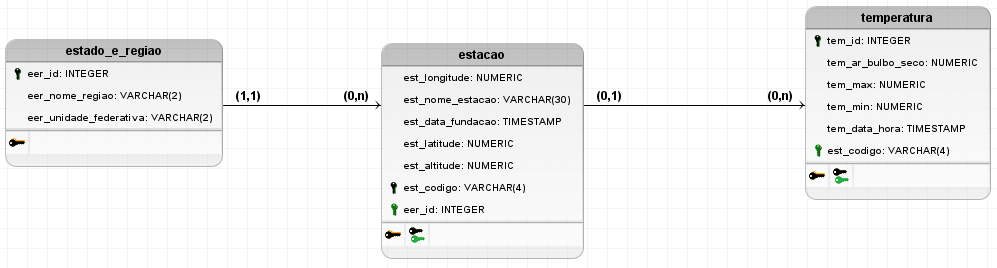 estado_e_regiao
eer_id: INTEGER
eer_nome_regiao: VARCHAR(2)
eer_unidade_federativa: VARCHAR(2)
(1,1)
(0,n)
estacao
est_longitude: NUMERIC
est_nome_estacao: VARCHAR(30)
est_data_fundacao: TIMESTAMP
est_latitude: NUMERIC
est_altitude: NUMERIC
est_codigo: VARCHAR(4)
eer_id: INTEGER
(0,1)
(0,n)
temperatura
tem_id: INTEGER
tem_ar_bulbo_seco: NUMERIC
tem_max: NUMERIC
tem_min: NUMERIC
tem_data_hora: TIMESTAMP
est_codigo: VARCHAR(4)